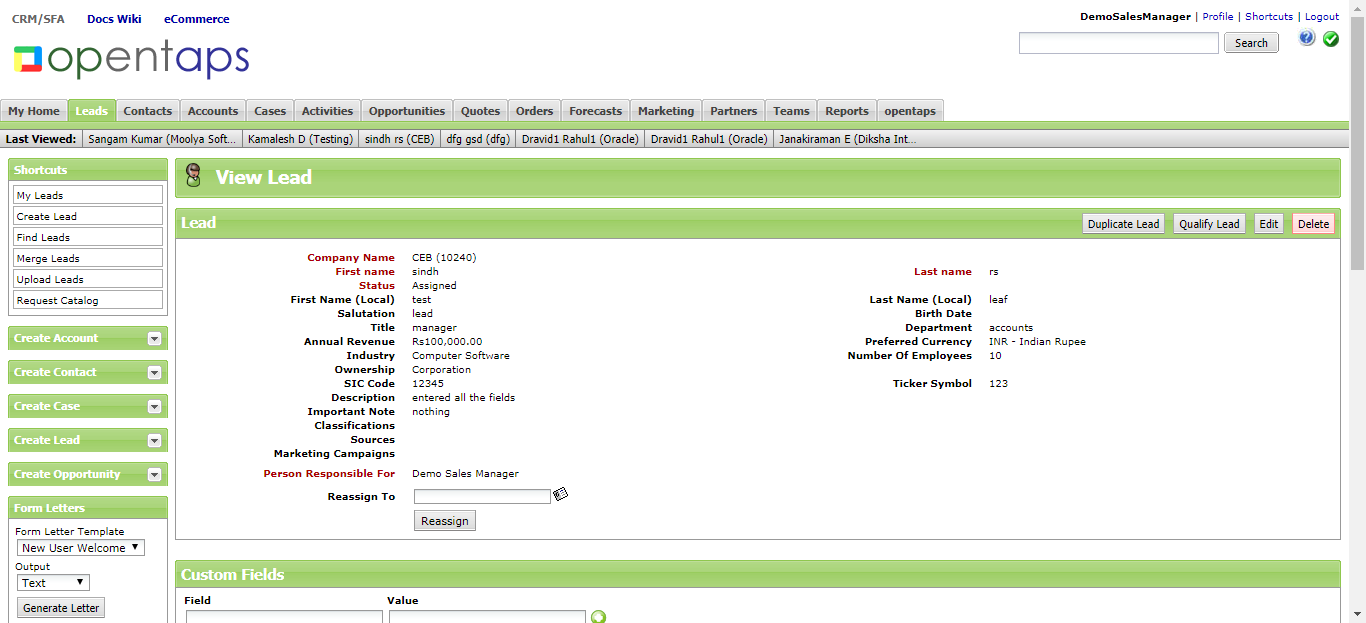 CRM/SFA Docs Wiki eCommerce
DemoSalesManager | Profile | Shortcuts | Logout
opentaps
Search
My Home Leads Contacts Accounts Cases Activities Opportunities Quotes Orders Forecasts Marketing Partners Teams Reports opentaps
Last Viewed: Sangam Kumar (Moolya Soft... Kamalesh D (Testing) sindh rs (CEB) dfg gsd (dfg) Dravid1 Rahul1 (Oracle) Dravid1 Rahul1 (Oracle) Janakiraman E (Diksha Int...
Shortcuts
My Leads
Create Lead
Find Leads
Merge Leads
Upload Leads
Request Catalog
Create Account
Create Contact
Create Case
Create Lead
Create Opportunity
Form Letters
Form Letter Template
New User Welcome
Output
Text
Generate Letter
View Lead
Lead
Duplicate Lead Qualify Lead Edit Delete
Company Name CEB (10240)
First name sindh Last name rs
Status Assigned
First Name (Local) test Last Name (Local) leaf
Salutation lead Birth Date
Title manager Department accounts
Annual Revenue Rs100,000.00 Preferred Currency INR - Indian Rupee
Industry Computer Software Number Of Employees 10
Ownership Corporation
SIC Code 12345 Ticker Symbol 123
Description entered all the fields
Important Note nothing
Classifications
Sources
Marketing Campaigns
Person Responsible For Demo Sales Manager
Reassign To
Reassign
Custom Fields
Field Value